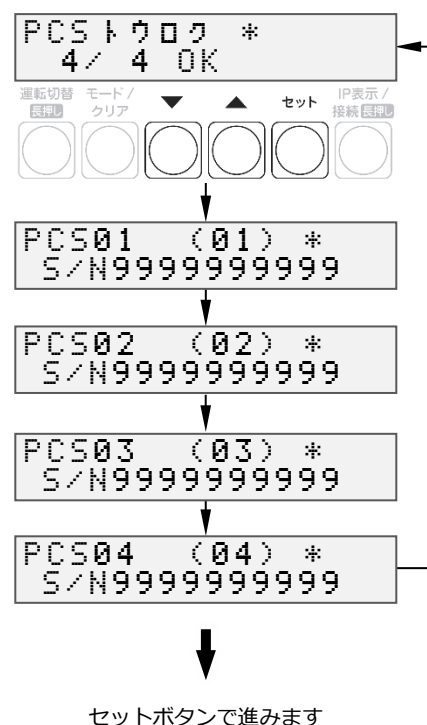 PCSトウロク *
4/ 4 OK
運転切替 長押し
モード/クリア
▼
▲
セット
IP表示/接続 長押し
PCS01 (01) *
S/N9999999999
PCS02 (02) *
S/N9999999999
PCS03 (03) *
S/N9999999999
PCS04 (04) *
S/N9999999999
セットボタンで進みます